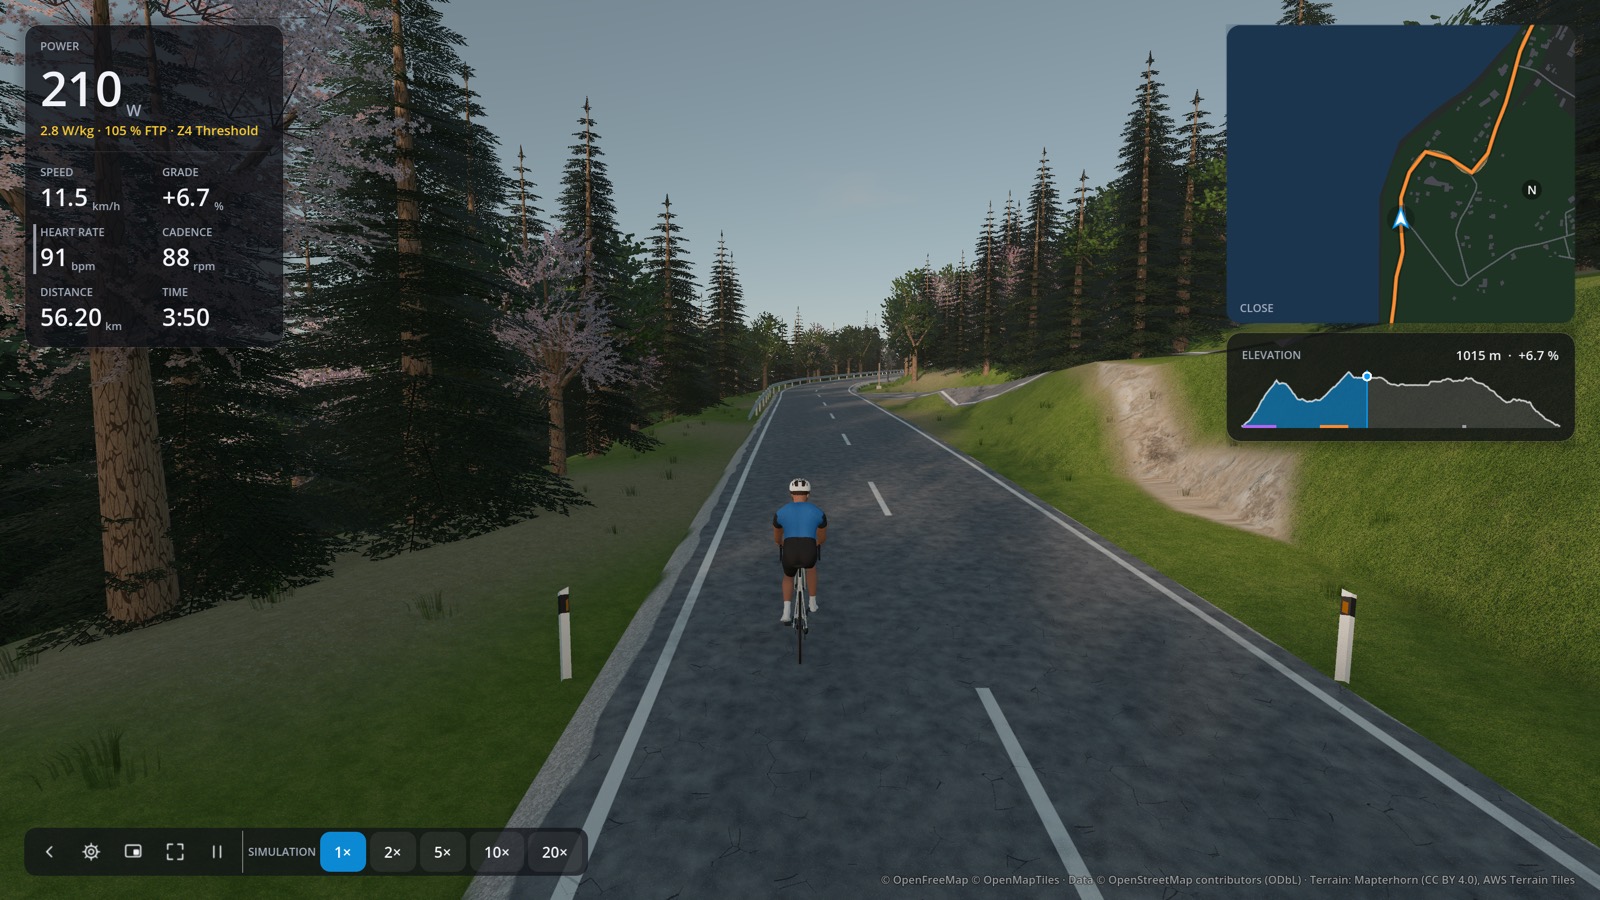 POWER
210 W
2.8 W/kg · 105 % FTP · Z4 Threshold
SPEED GRADE
11.5 km/h +6.7 %
HEART RATE CADENCE
91 bpm 88 rpm
DISTANCE TIME
56.20 km 3:50
N
CLOSE
ELEVATION 1015 m · +6.7 %
SIMULATION 1× 2× 5× 10× 20×
© OpenFreeMap © OpenMapTiles · Data © OpenStreetMap contributors (ODbL) · Terrain: Mapterhorn (CC BY 4.0), AWS Terrain Tiles